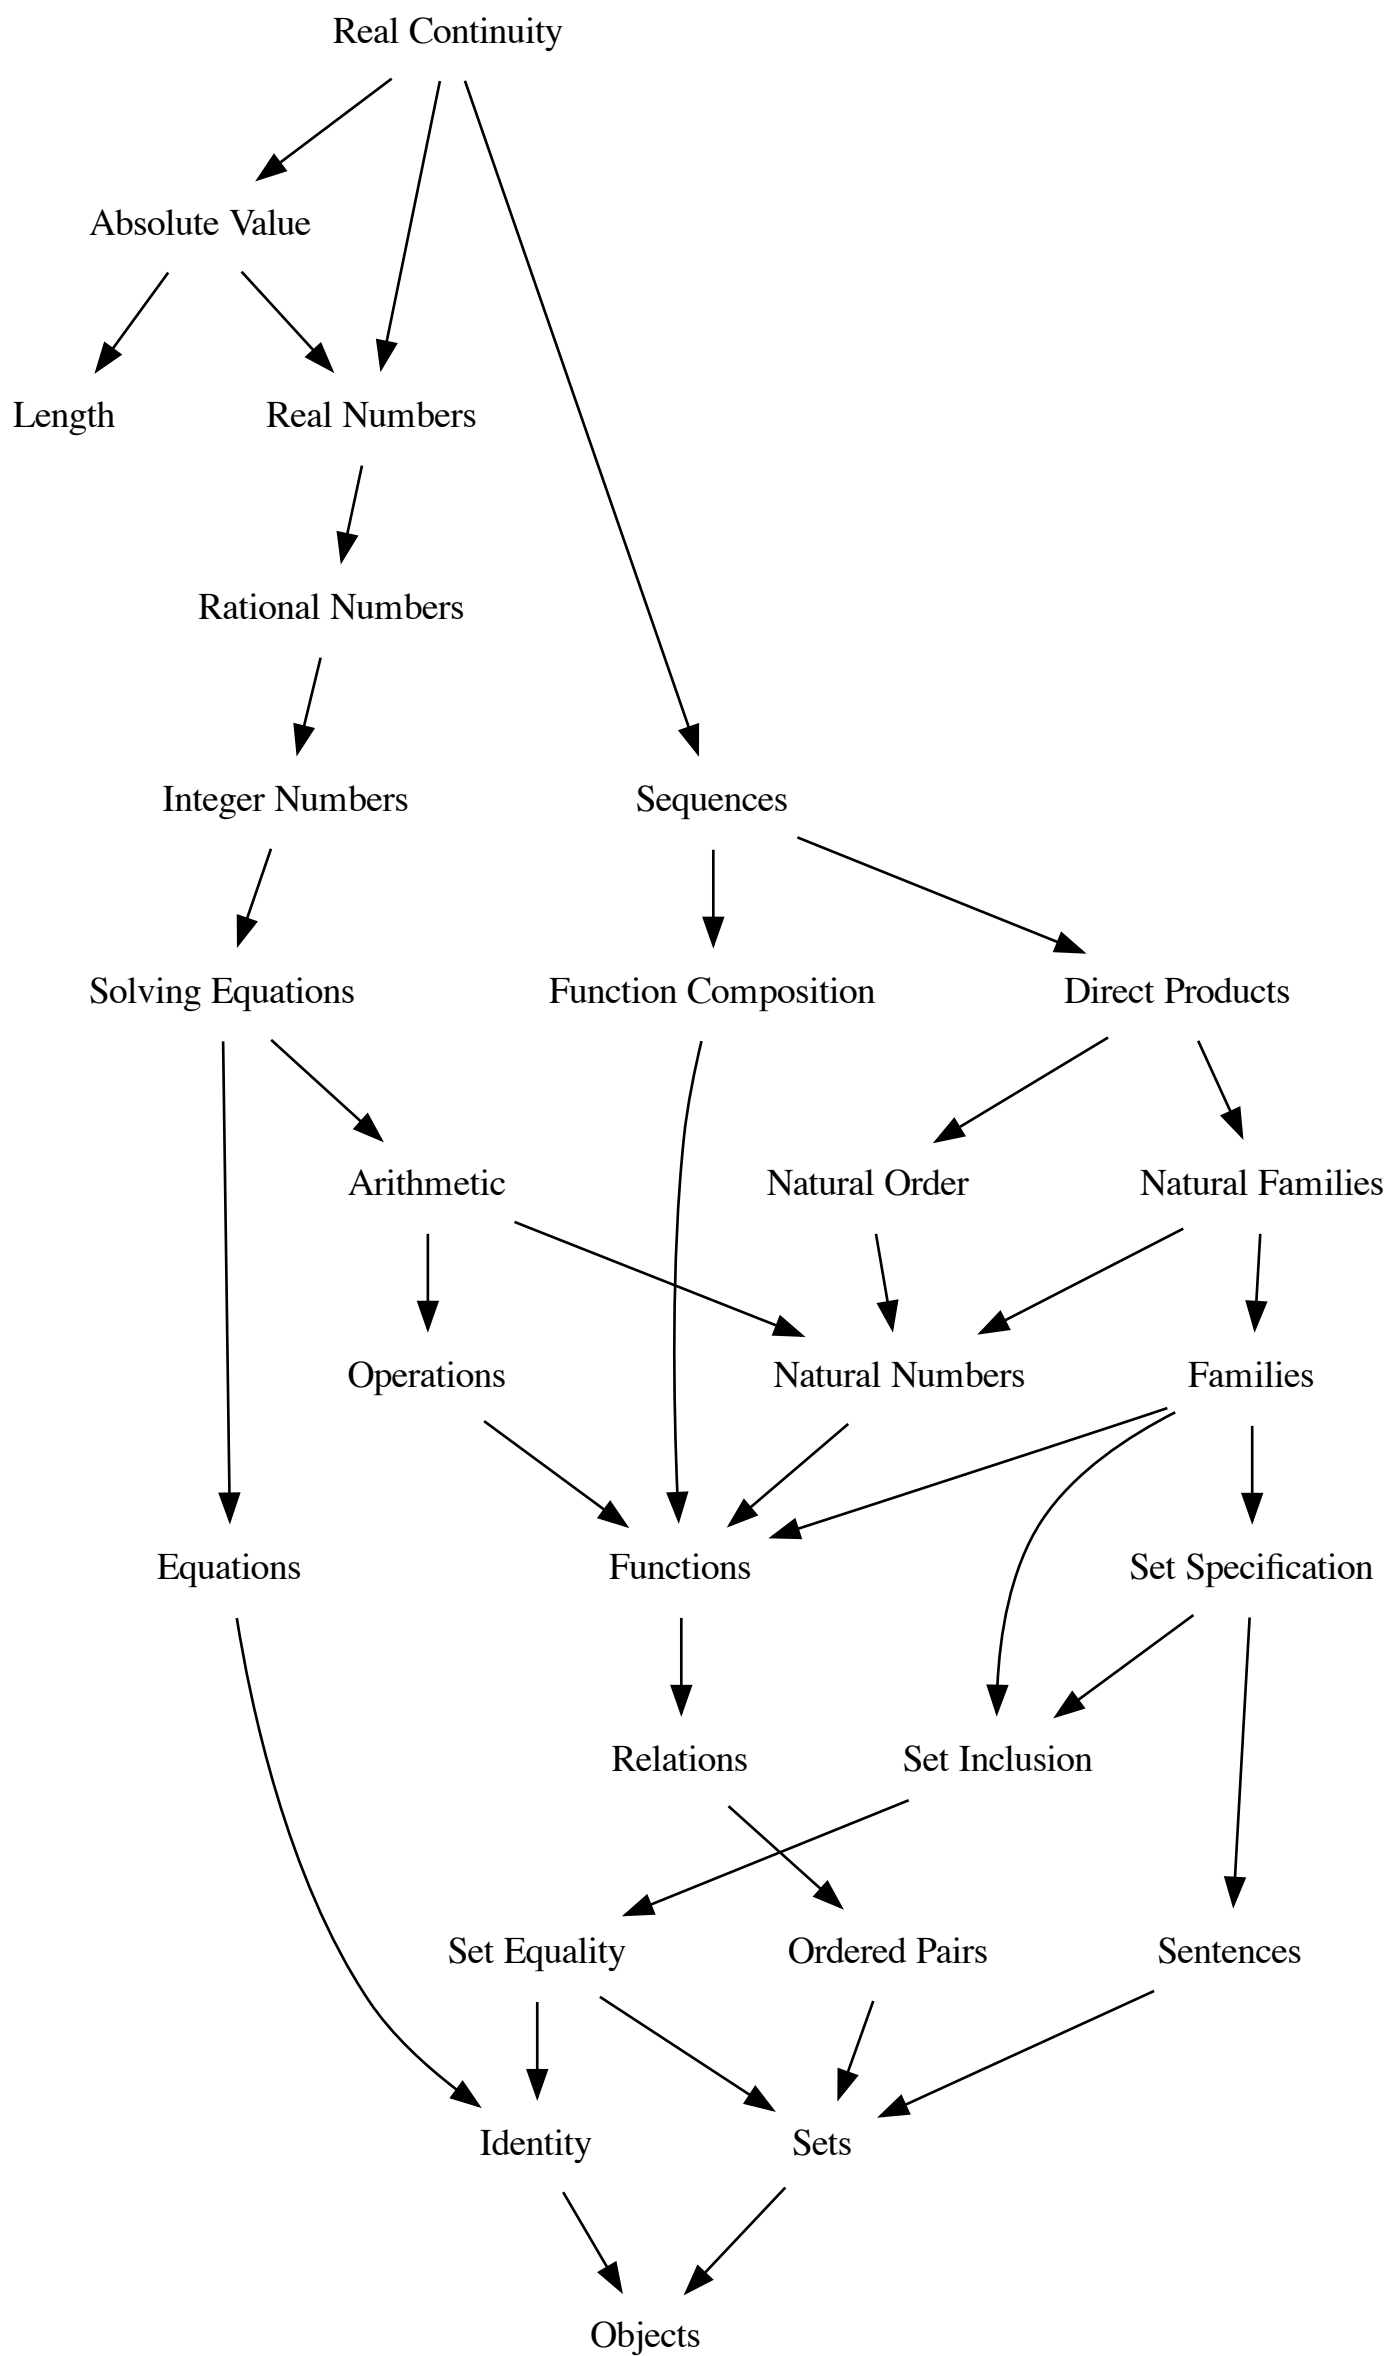 Real Continuity
Absolute Value
Length
Real Numbers
Rational Numbers
Integer Numbers
Sequences
Solving Equations
Function Composition
Direct Products
Arithmetic
Natural Order
Natural Families
Operations
Natural Numbers
Families
Equations
Functions
Set Specification
Relations
Set Inclusion
Set Equality
Ordered Pairs
Sentences
Identity
Sets
Objects